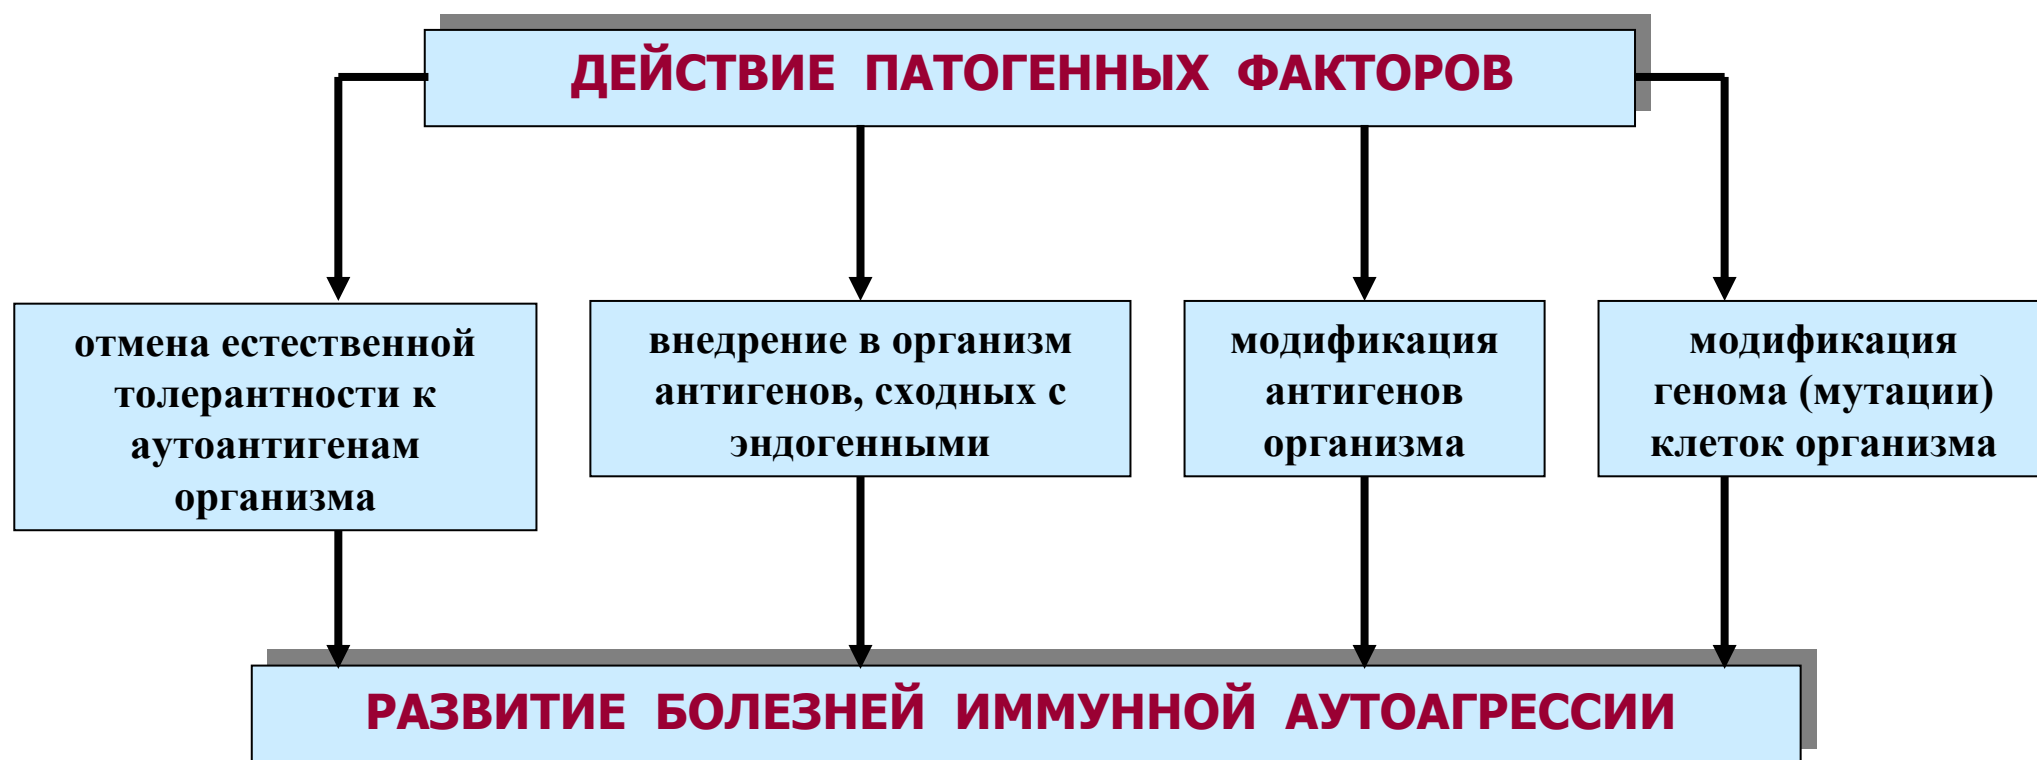 ДЕЙСТВИЕ ПАТОГЕННЫХ ФАКТОРОВ
отмена естественной
толерантности к
аутоантигенам
организма
внедрение в организм
антигенов, сходных с
эндогенными
модификация
антигенов
организма
модификация
генома (мутации)
клеток организма
РАЗВИТИЕ БОЛЕЗНЕЙ ИММУННОЙ АУТОАГРЕССИИ